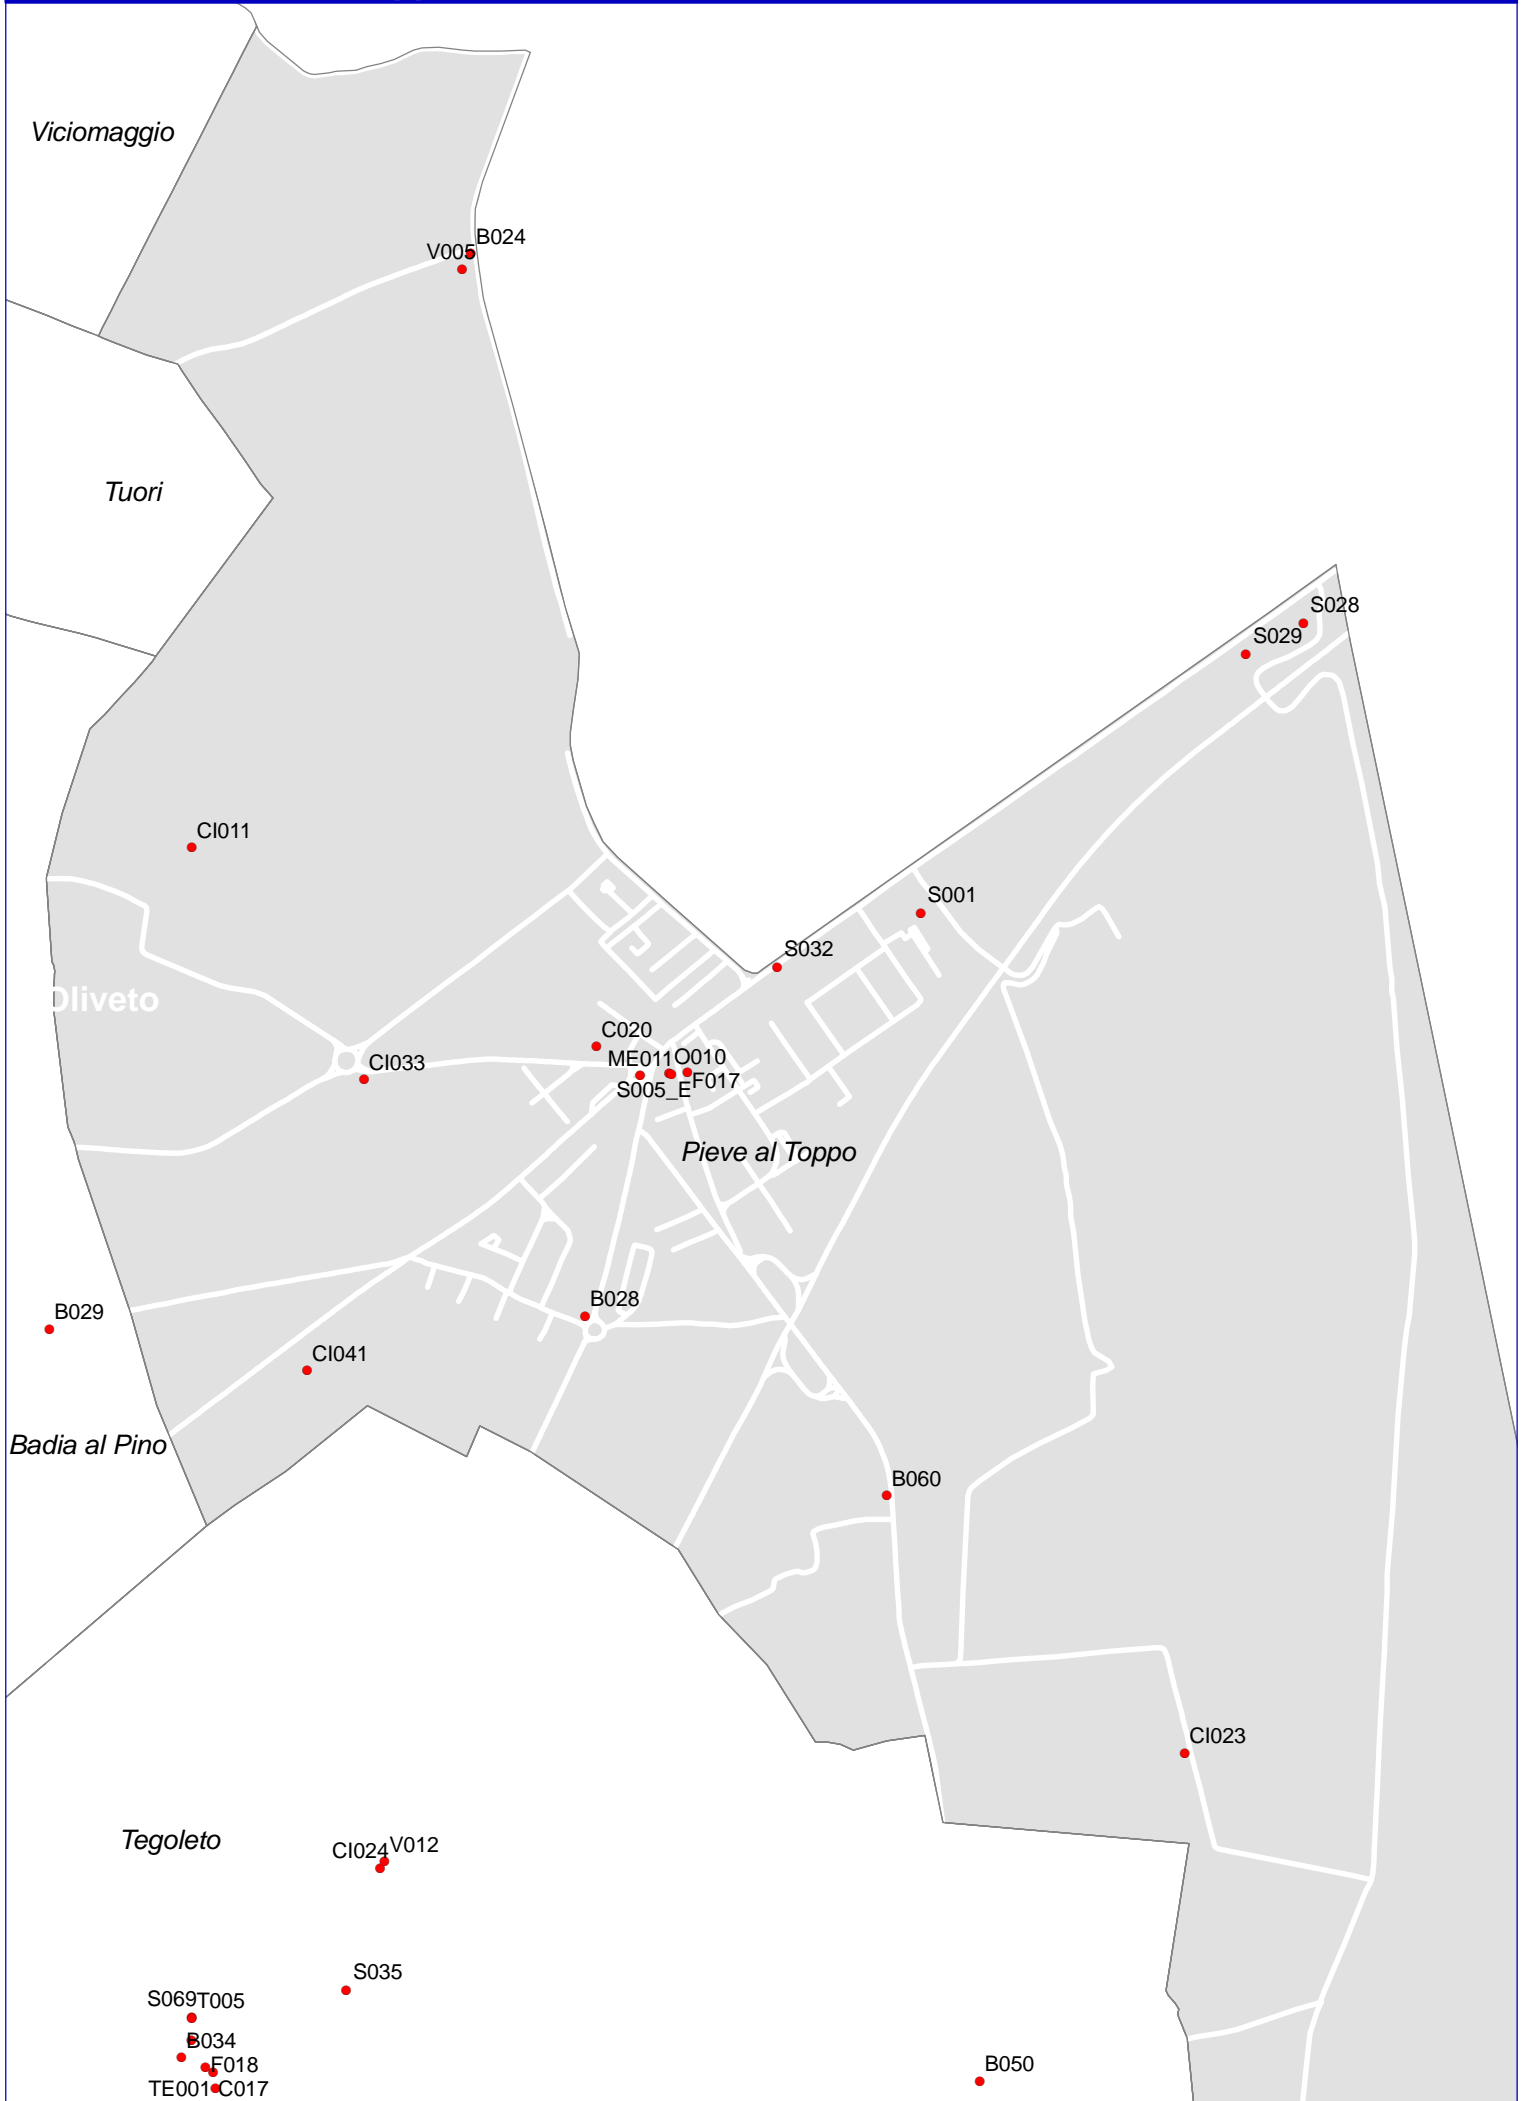 Viciomaggio
B024
V005
Tuori
S028
S029
CI011
S001
S032
Oliveto
C020
CI033
ME011 O010
S005_E F017
Pieve al Toppo
B029
B028
CI041
Badia al Pino
B060
CI023
Tegoleto
CI024 V012
S035
S069 T005
B034
F018
B050
TE001 C017